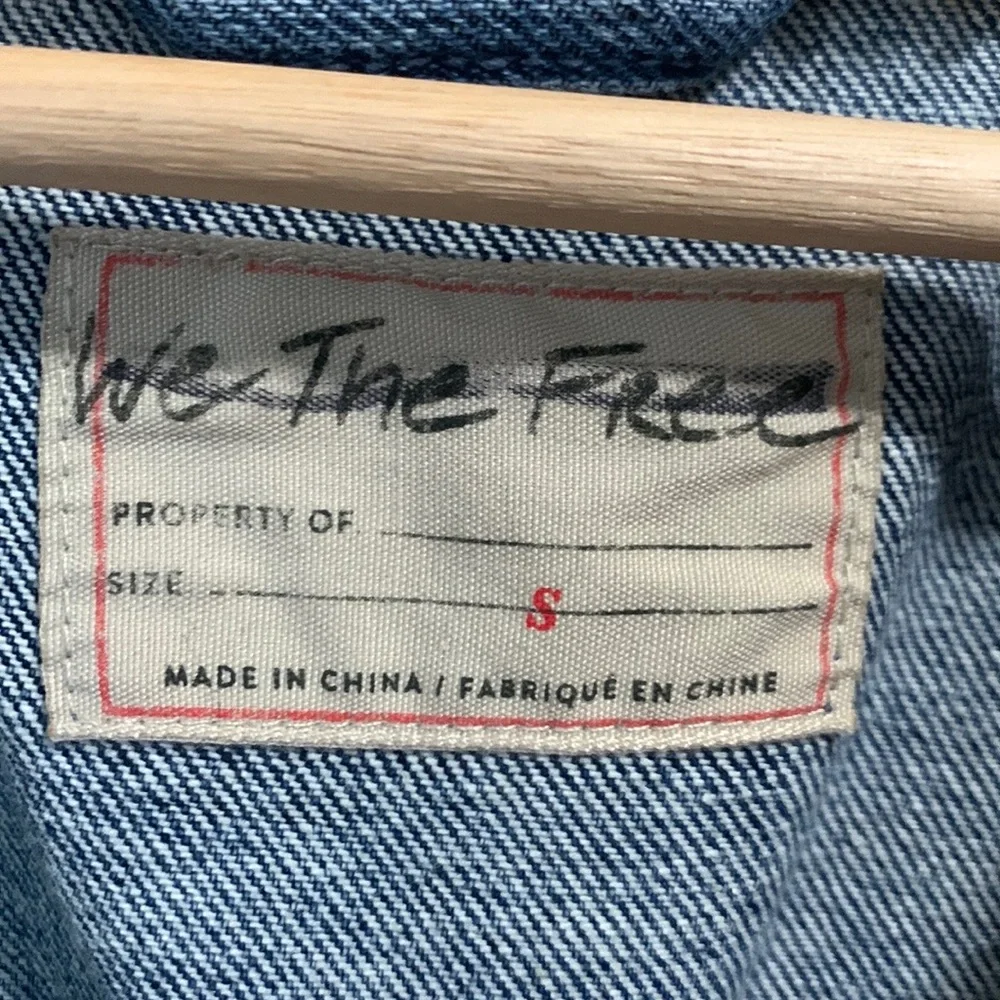 We The Free
PROPERTY OF
SIZE S
MADE IN CHINA / FABRIQUÉ EN CHINE